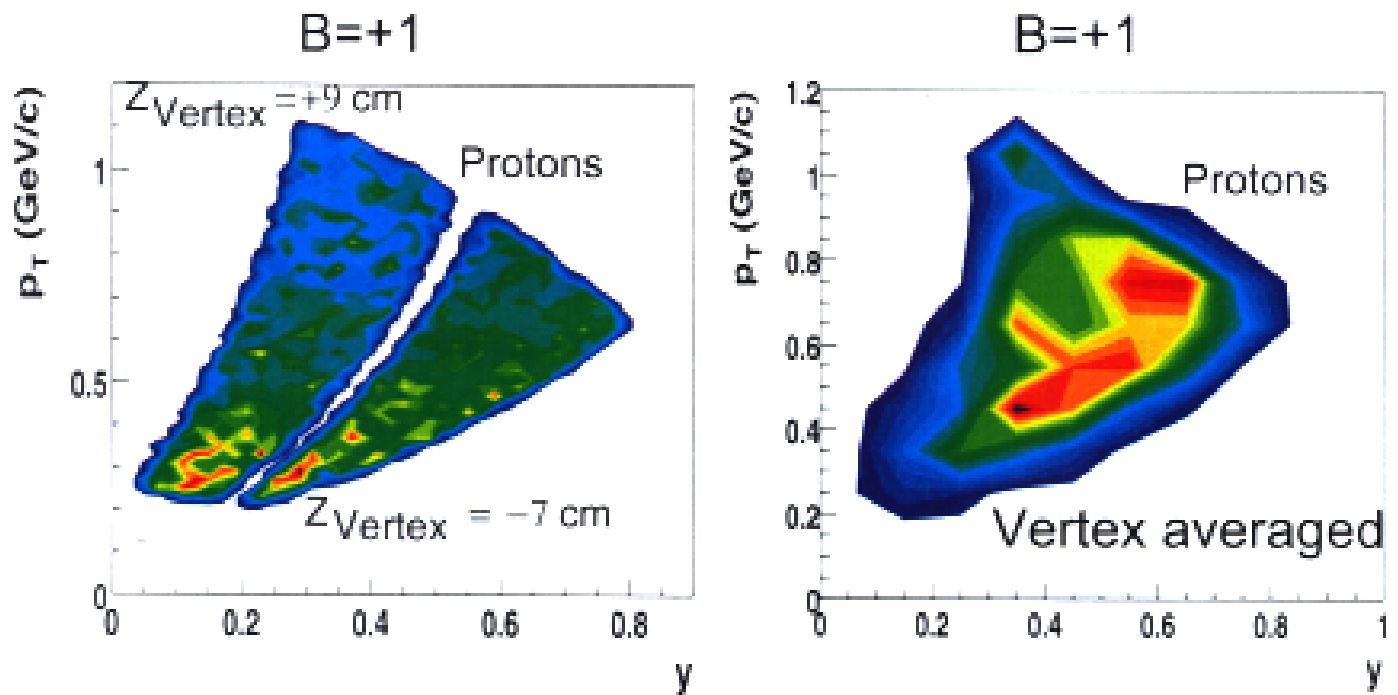 B=+1
Z Vertex =+9 cm
Protons
p_T (GeV/c)
1
0.5
0
0 0.2 0.4 0.6 0.8
Z Vertex = −7 cm
y
B=+1
p_T (GeV/c)
1.2
1
0.8
0.6
0.4
0.2
0
Protons
Vertex averaged
0 0.2 0.4 0.6 0.8 1
y